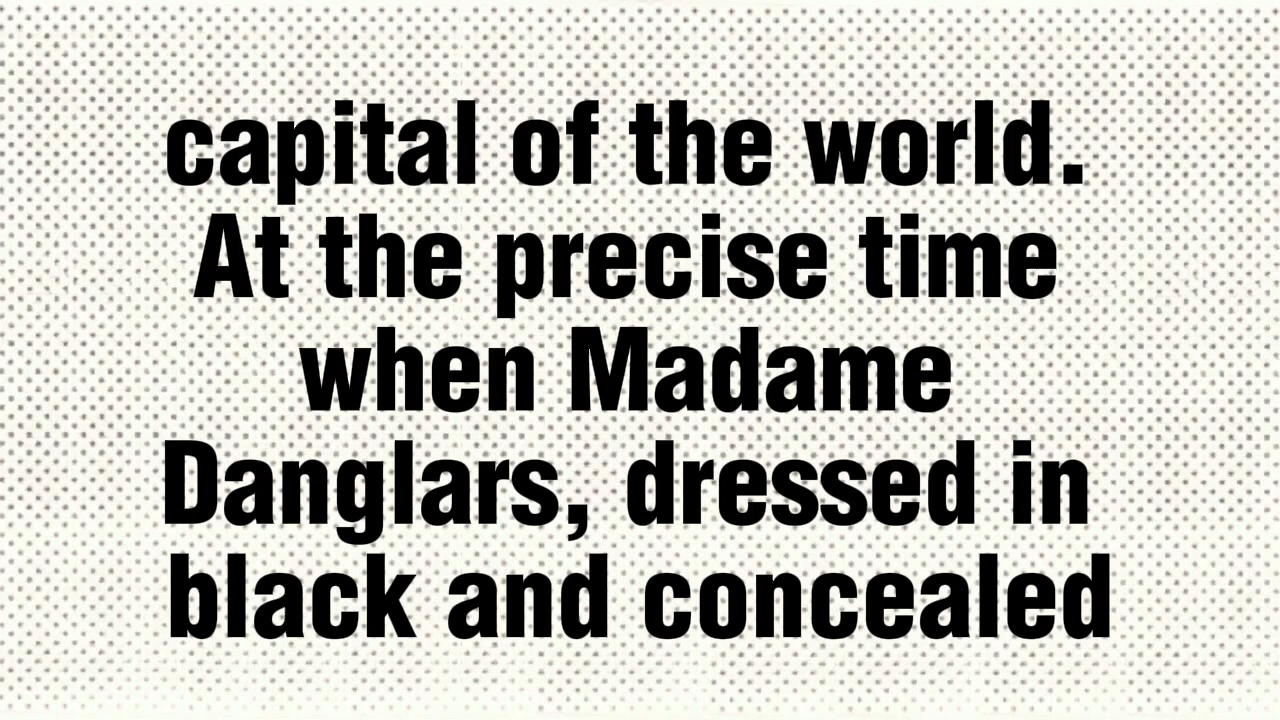 capital of the world.
At the precise time
when Madame
Danglars, dressed in
black and concealed